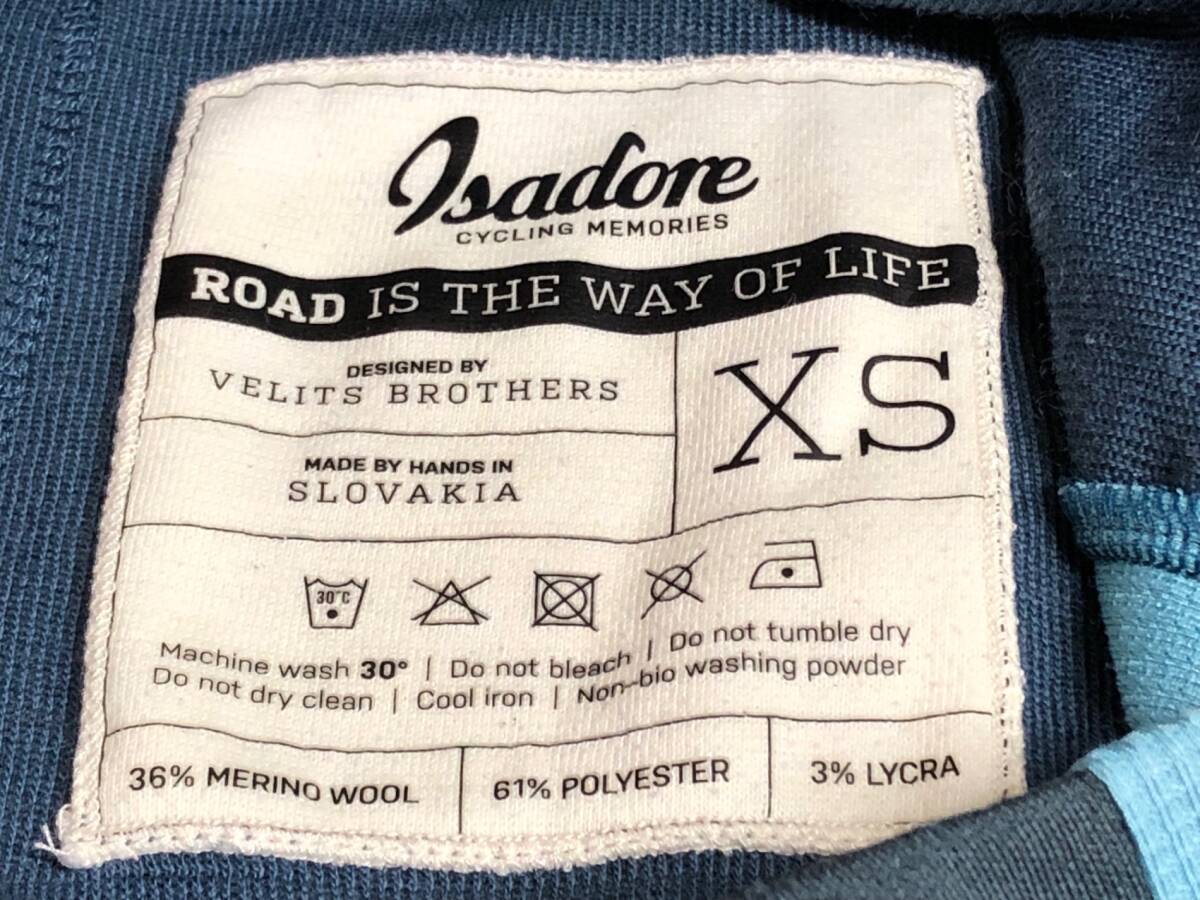 Isadore
CYCLING MEMORIES
ROAD IS THE WAY OF LIFE
DESIGNED BY
VELITS BROTHERS
XS
MADE BY HANDS IN
SLOVAKIA
30°C
Machine wash 30° | Do not bleach | Do not tumble dry
Do not dry clean | Cool iron | Non-bio washing powder
36% MERINO WOOL
61% POLYESTER
3% LYCRA